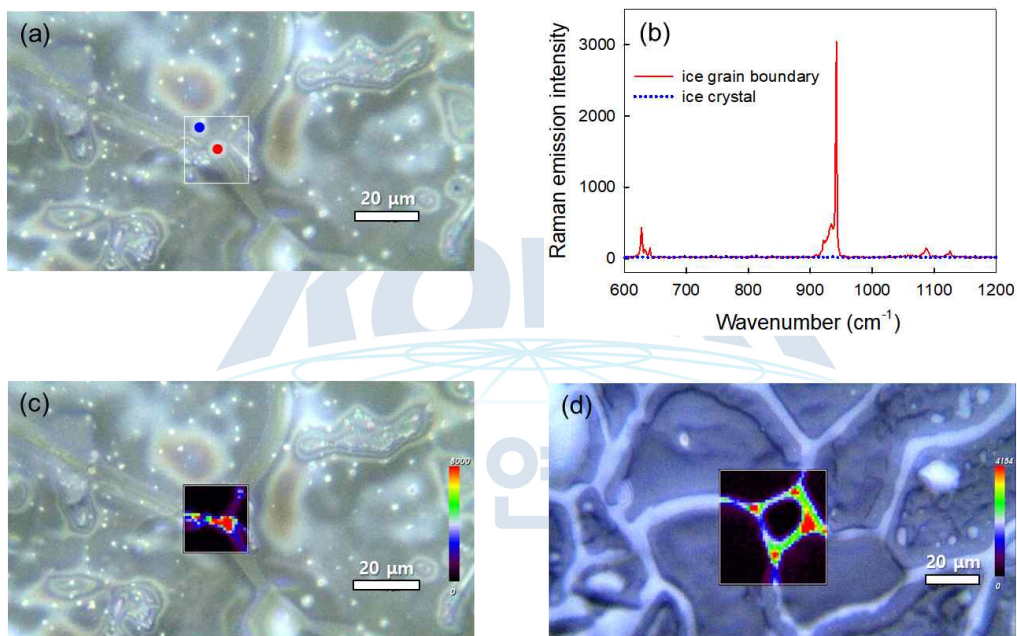 (a)
20 μm
(b)
Raman emission intensity
3000
2000
1000
0
ice grain boundary
ice crystal
600 700 800 900 1000 1100 1200
Wavenumber (cm⁻¹)
(c)
8000
0
20 μm
(d)
4154
0
20 μm